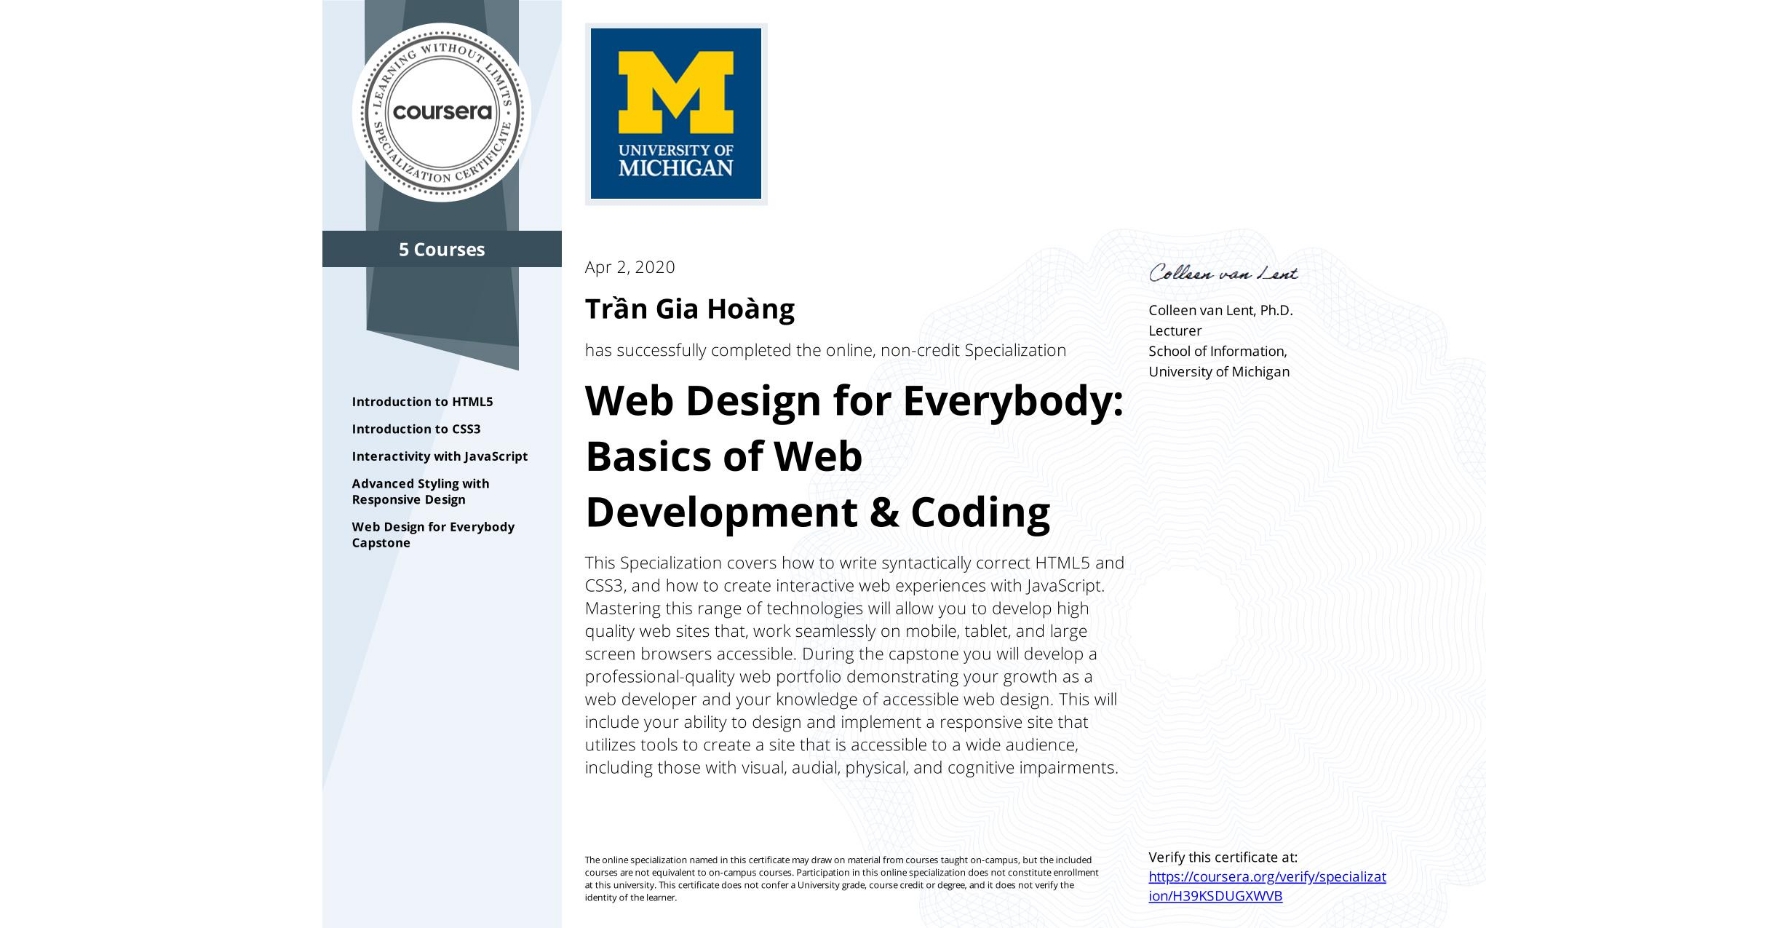 LEARNING WITHOUT LIMITS
coursera
SPECIALIZATION CERTIFICATE
UNIVERSITY OF
MICHIGAN
5 Courses
Introduction to HTML5
Introduction to CSS3
Interactivity with JavaScript
Advanced Styling with
Responsive Design
Web Design for Everybody
Capstone
Apr 2, 2020
Trần Gia Hoàng
has successfully completed the online, non-credit Specialization
Web Design for Everybody:
Basics of Web
Development & Coding
This Specialization covers how to write syntactically correct HTML5 and
CSS3, and how to create interactive web experiences with JavaScript.
Mastering this range of technologies will allow you to develop high
quality web sites that, work seamlessly on mobile, tablet, and large
screen browsers accessible. During the capstone you will develop a
professional-quality web portfolio demonstrating your growth as a
web developer and your knowledge of accessible web design. This will
include your ability to design and implement a responsive site that
utilizes tools to create a site that is accessible to a wide audience,
including those with visual, audial, physical, and cognitive impairments.
Colleen van Lent
Colleen van Lent, Ph.D.
Lecturer
School of Information,
University of Michigan
The online specialization named in this certificate may draw on material from courses taught on-campus, but the included
courses are not equivalent to on-campus courses. Participation in this online specialization does not constitute enrollment
at this university. This certificate does not confer a University grade, course credit or degree, and it does not verify the
identity of the learner.
Verify this certificate at:
https://coursera.org/verify/specializat
ion/H39KSDUGXWVB